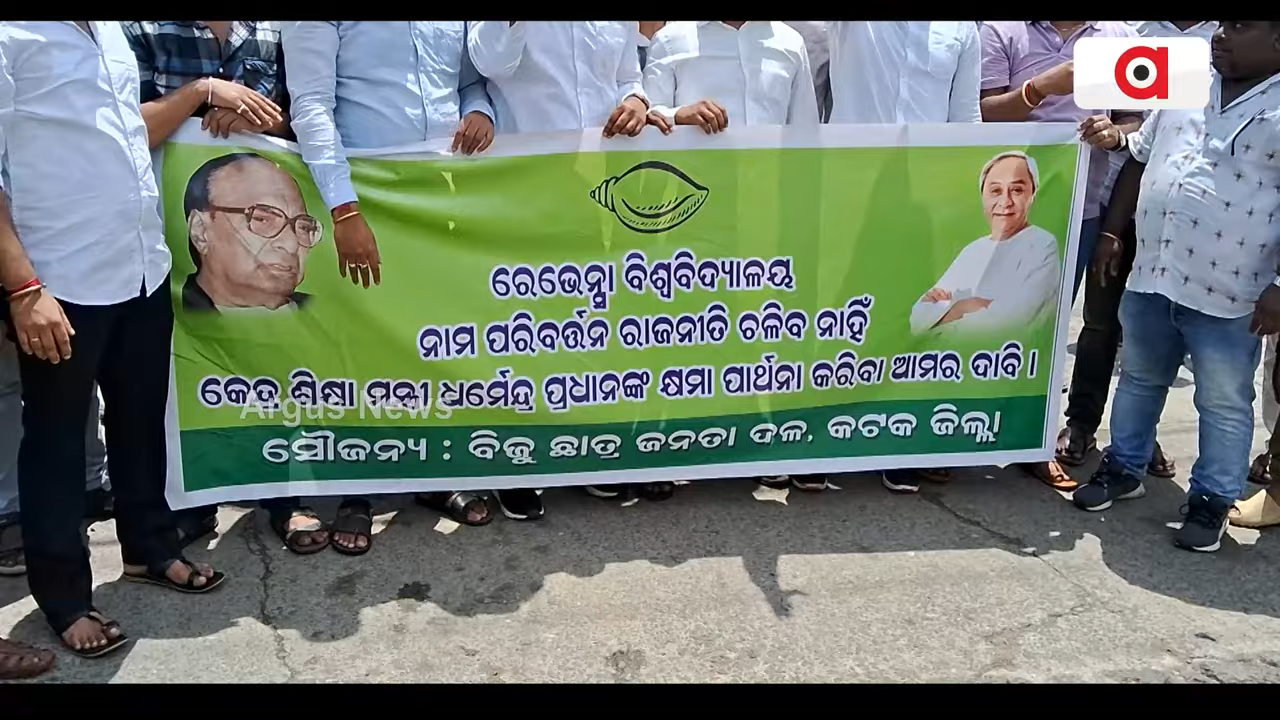 ରେଭେନ୍ସା ବିଶ୍ୱବିଦ୍ୟାଳୟ
ନାମ ପରିବର୍ତ୍ତନ ରାଜନୀତି ଚଳିବ ନାହିଁ
କେନ୍ଦ୍ର ଶିକ୍ଷା ମନ୍ତ୍ରୀ ଧର୍ମେନ୍ଦ୍ର ପ୍ରଧାନଙ୍କ କ୍ଷମା ପାର୍ଥନା କରିବା ଆମର ଦାବି ।
Argus News
ସୌଜନ୍ୟ : ବିଜୁ ଛାତ୍ର ଜନତା ଦଳ, କଟକ ଜିଲ୍ଲା
a